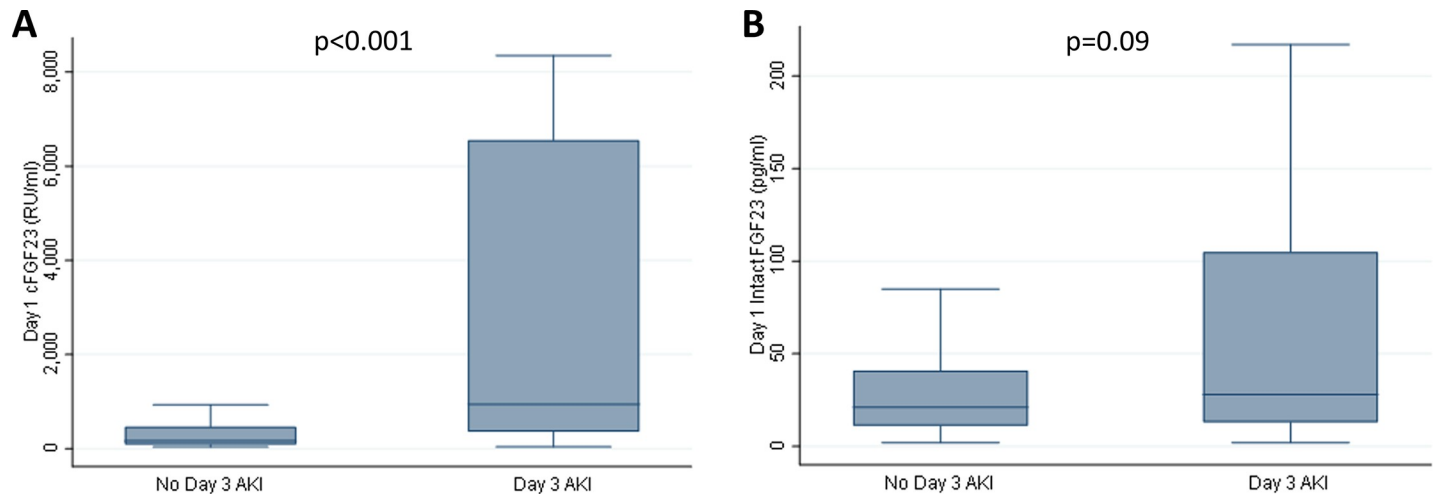 A
p<0.001
Day 1 cFGF23 (RU/ml)
8,000
6,000
4,000
2,000
0
No Day 3 AKI
Day 3 AKI
B
p=0.09
Day 1 Intact FGF23 (pg/ml)
200
150
100
50
0
No Day 3 AKI
Day 3 AKI